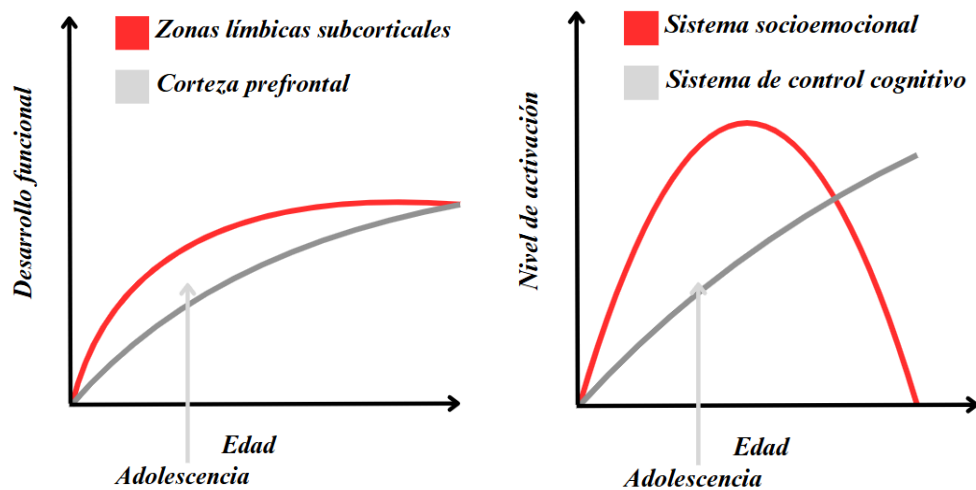 Zonas límbicas subcorticales
Corteza prefrontal
Desarrollo funcional
Edad
Adolescencia
Sistema socioemocional
Sistema de control cognitivo
Nivel de activación
Edad
Adolescencia